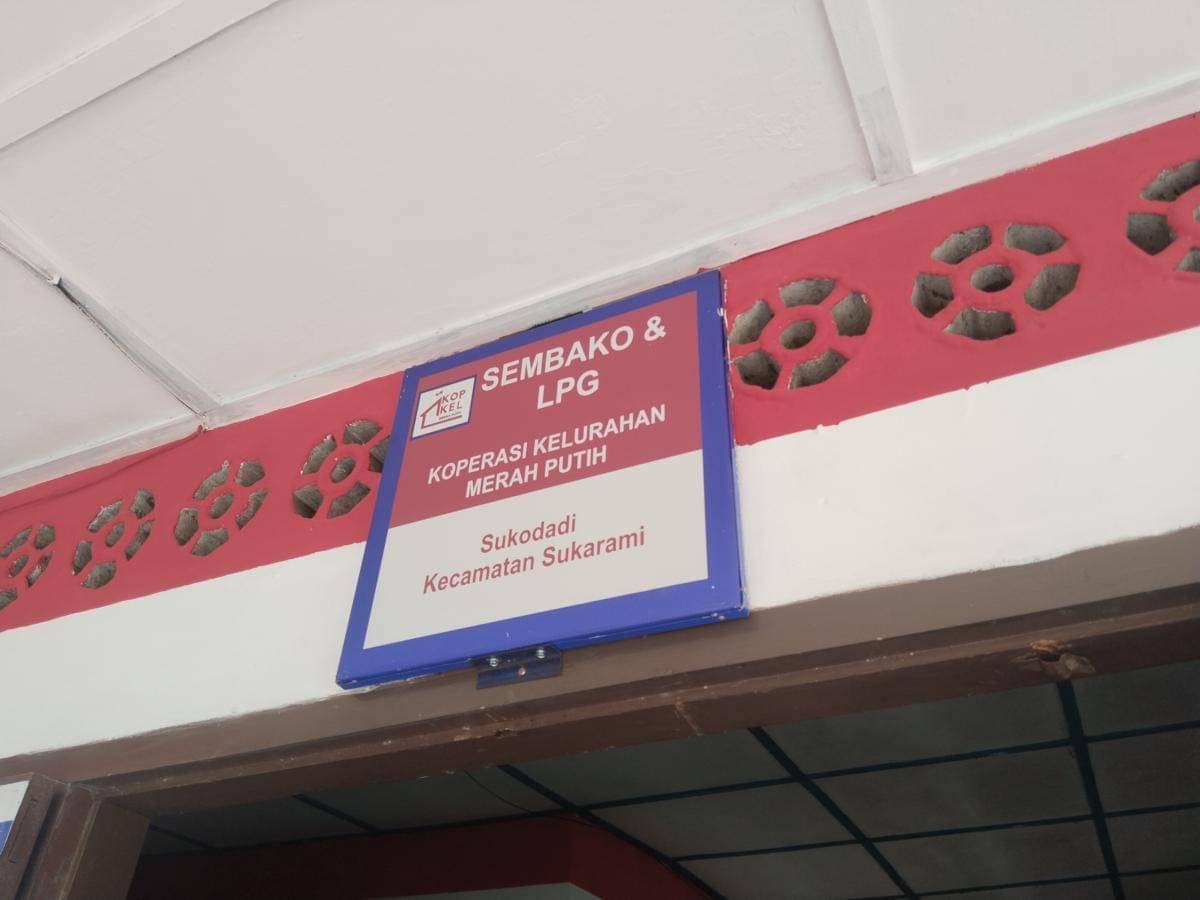 SEMBAKO &
LPG
KOP
KEL
KOPERASI KELURAHAN
MERAH PUTIH
Sukodadi
Kecamatan Sukarami